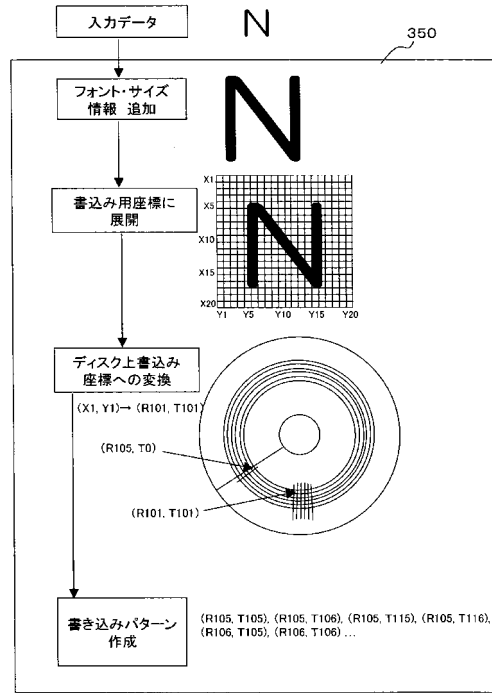 入力データ
N
350
フォント・サイズ
情報 追加
N
書込み用座標に
展開
X1
X5
X10
X15
X20
N
Y1 Y5 Y10 Y15 Y20
ディスク上書込み
座標への変換
(X1, Y1)→ (R101, T101)
(R105, T0)
(R101, T101)
書き込みパターン
作成
(R105, T105), (R105, T106), (R105, T115), (R105, T116),
(R106, T105), (R106, T106) ...